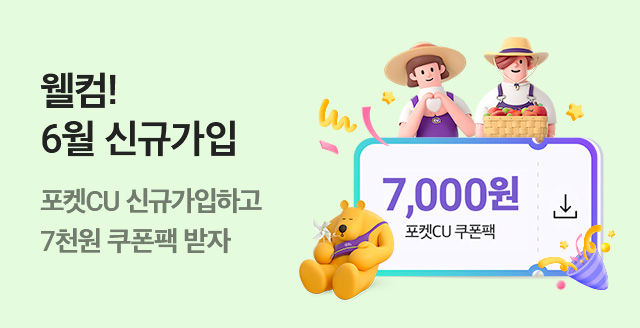 웰컴!
6월 신규가입
포켓CU 신규가입하고
7천원 쿠폰팩 받자
7,000원
포켓CU 쿠폰팩